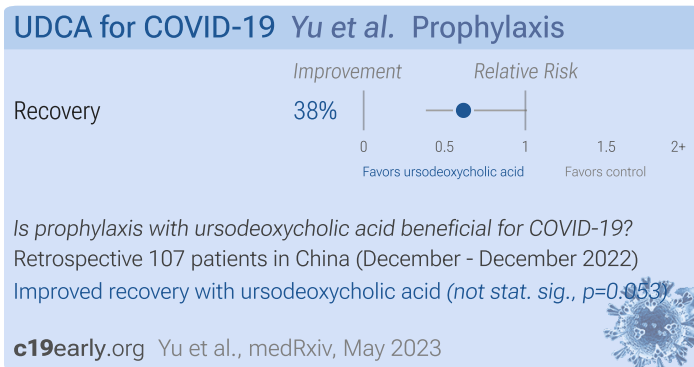 UDCA for COVID-19 Yu et al. Prophylaxis
Improvement Relative Risk
Recovery 38%
0 0.5 1 1.5 2+
Favors ursodeoxycholic acid Favors control
Is prophylaxis with ursodeoxycholic acid beneficial for COVID-19?
Retrospective 107 patients in China (December - December 2022)
Improved recovery with ursodeoxycholic acid (not stat. sig., p=0.053)
c19early.org Yu et al., medRxiv, May 2023